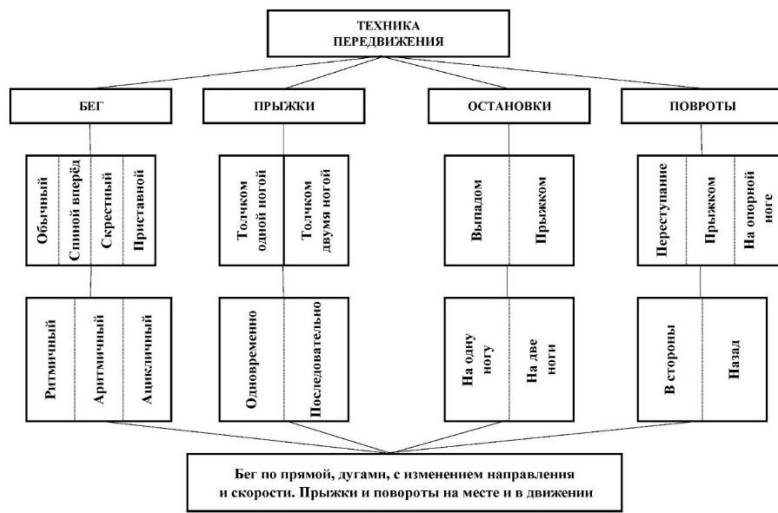 ТЕХНИКА
ПЕРЕДВИЖЕНИЯ
БЕГ
ПРЫЖКИ
ОСТАНОВКИ
ПОВРОТЫ
Обычный
Спиной вперёд
Скрестный
Приставной
Толчком
одной ногой
Толчком
двумя ногой
Выпадом
Прыжком
Переступание
Прыжком
На опорной
ноге
Ритмичный
Аритмичный
Ацикличный
Одновременно
Последовательно
На одну
ногу
На две
ноги
В стороны
Назад
Бег по прямой, дугами, с изменением направления
и скорости. Прыжки и повороты на месте и в движении